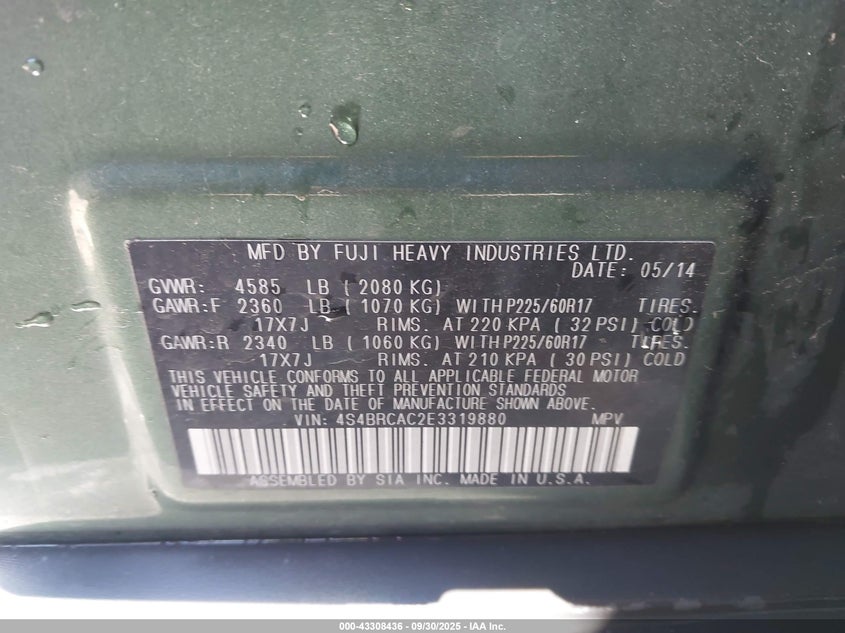 MFD BY FUJI HEAVY INDUSTRIES LTD.
DATE: 05/14
GVWR: 4585 LB ( 2080 KG)
GAWR:F 2360 LB ( 1070 KG) WITH P225/60R17 TIRES.
17X7J RIMS. AT 220 KPA ( 32 PSI) COLD
GAWR:R 2340 LB ( 1060 KG) WITH P225/60R17 TIRES.
17X7J RIMS. AT 210 KPA ( 30 PSI) COLD
THIS VEHICLE CONFORMS TO ALL APPLICABLE FEDERAL MOTOR
VEHICLE SAFETY AND THEFT PREVENTION STANDARDS
IN EFFECT ON THE DATE OF MANUFACTURE SHOWN ABOVE.
VIN: 4S4BRCAC2E3319880 MPV
ASSEMBLED BY SIA INC. MADE IN U.S.A.
000-43308436 - 09/30/2025 - IAA Inc.